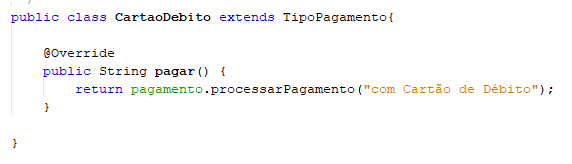 public class CartaoDebito extends TipoPagamento{
@Override
public String pagar() {
return pagamento.processarPagamento("com Cartão de Débito");
}
}